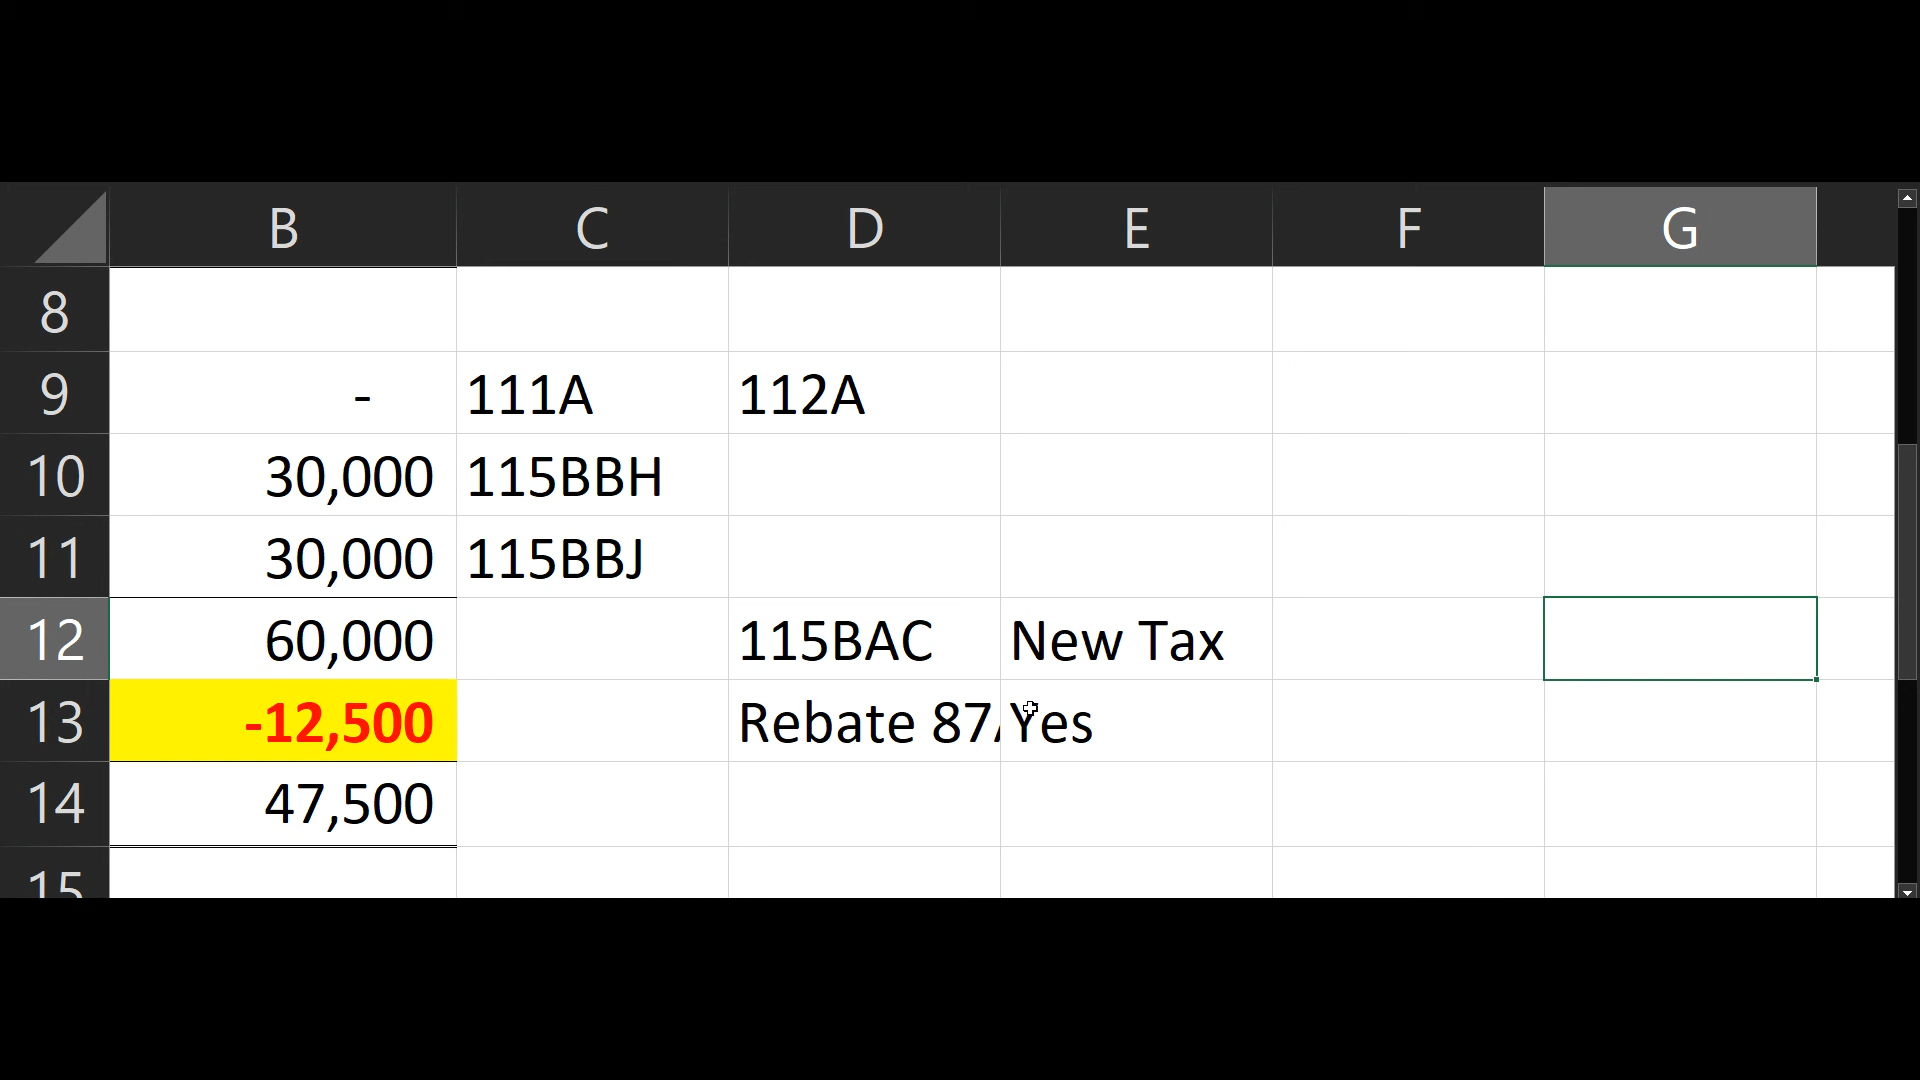 B C D E F G
8
9 - 111A 112A
10 30,000 115BBH
11 30,000 115BBJ
12 60,000 115BAC New Tax
13 -12,500 Rebate 87 Yes
14 47,500
15